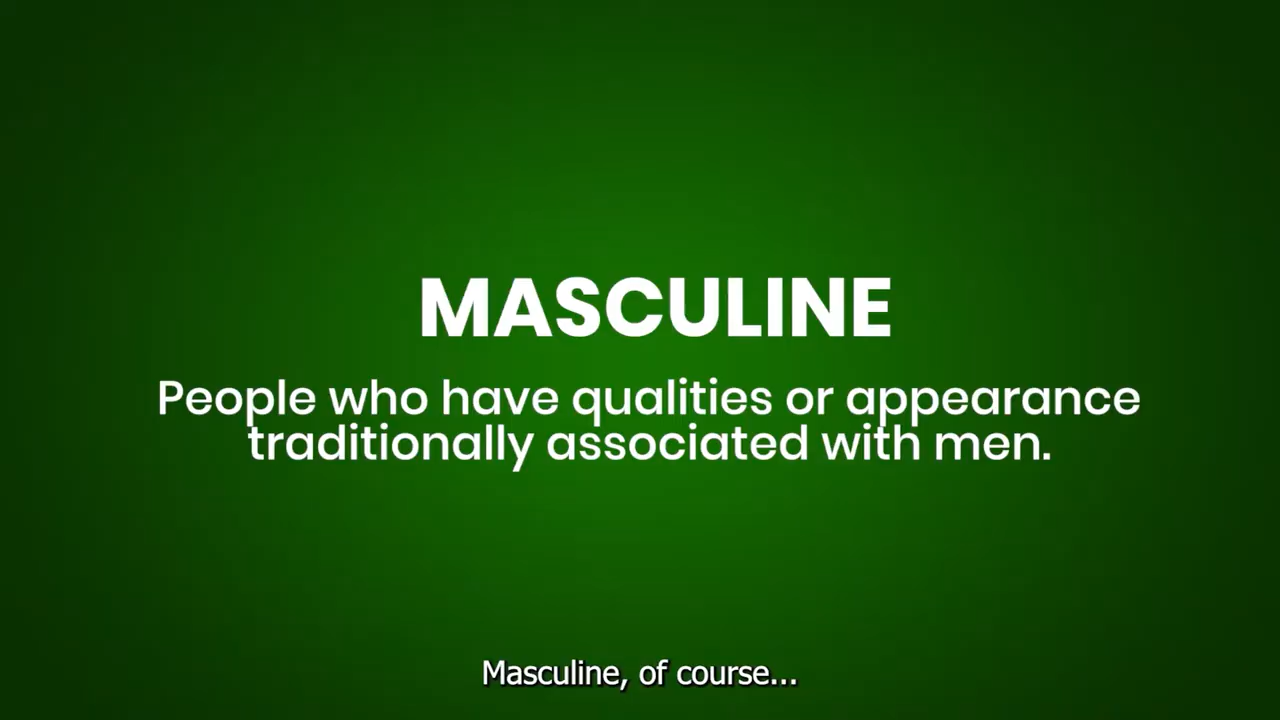 MASCULINE
People who have qualities or appearance
traditionally associated with men.
Masculine, of course...